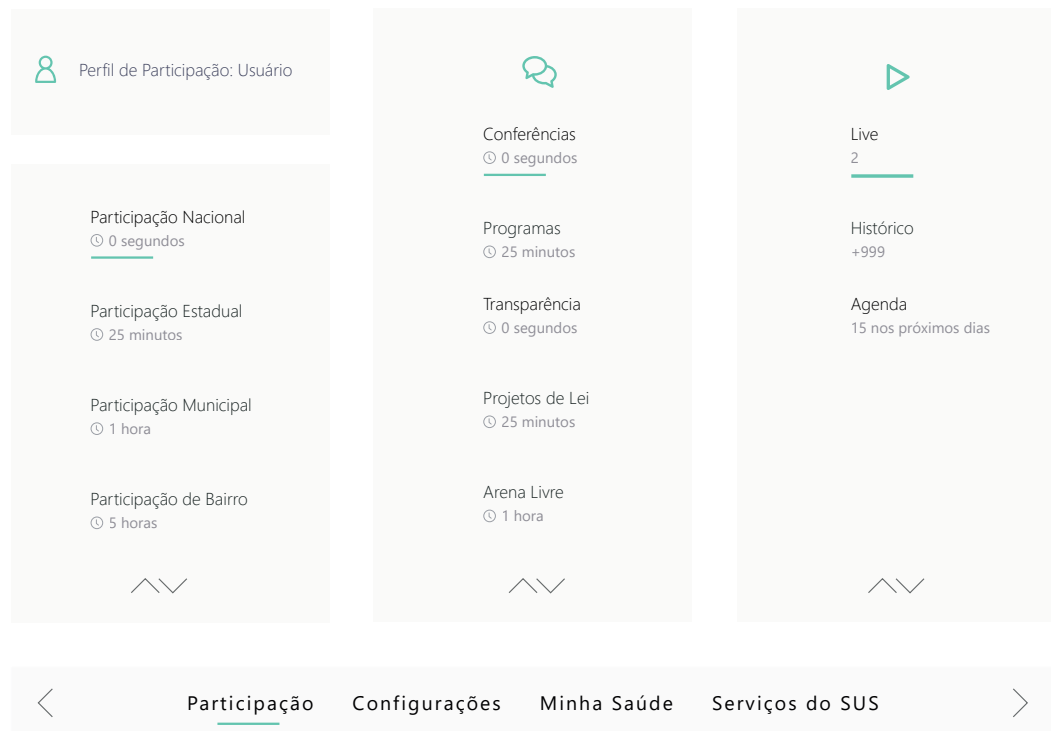 Perfil de Participação: Usuário
Participação Nacional
0 segundos
Participação Estadual
25 minutos
Participação Municipal
1 hora
Participação de Bairro
5 horas
Conferências
0 segundos
Programas
25 minutos
Transparência
0 segundos
Projetos de Lei
25 minutos
Arena Livre
1 hora
Live
2
Histórico
+999
Agenda
15 nos próximos dias
Participação Configurações Minha Saúde Serviços do SUS